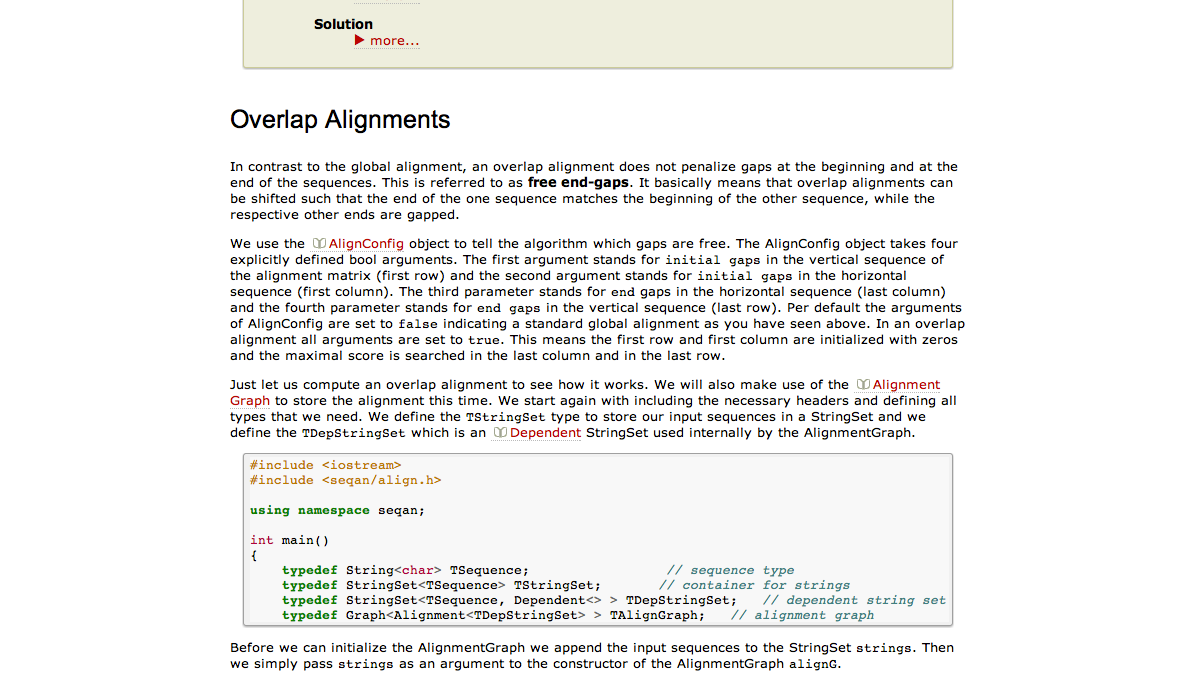 Solution
▶ more...
Overlap Alignments
In contrast to the global alignment, an overlap alignment does not penalize gaps at the beginning and at the
end of the sequences. This is referred to as free end-gaps. It basically means that overlap alignments can
be shifted such that the end of the one sequence matches the beginning of the other sequence, while the
respective other ends are gapped.
We use the AlignConfig object to tell the algorithm which gaps are free. The AlignConfig object takes four
explicitly defined bool arguments. The first argument stands for initial gaps in the vertical sequence of
the alignment matrix (first row) and the second argument stands for initial gaps in the horizontal
sequence (first column). The third parameter stands for end gaps in the horizontal sequence (last column)
and the fourth parameter stands for end gaps in the vertical sequence (last row). Per default the arguments
of AlignConfig are set to false indicating a standard global alignment as you have seen above. In an overlap
alignment all arguments are set to true. This means the first row and first column are initialized with zeros
and the maximal score is searched in the last column and in the last row.
Just let us compute an overlap alignment to see how it works. We will also make use of the Alignment
Graph to store the alignment this time. We start again with including the necessary headers and defining all
types that we need. We define the TStringSet type to store our input sequences in a StringSet and we
define the TDepStringSet which is an Dependent StringSet used internally by the AlignmentGraph.
#include <iostream>
#include <seqan/align.h>
using namespace seqan;
int main()
{
typedef String<char> TSequence; // sequence type
typedef StringSet<TSequence> TStringSet; // container for strings
typedef StringSet<TSequence, Dependent<> > TDepStringSet; // dependent string set
typedef Graph<Alignment<TDepStringSet> > TAlignGraph; // alignment graph
Before we can initialize the AlignmentGraph we append the input sequences to the StringSet strings. Then
we simply pass strings as an argument to the constructor of the AlignmentGraph alignG.